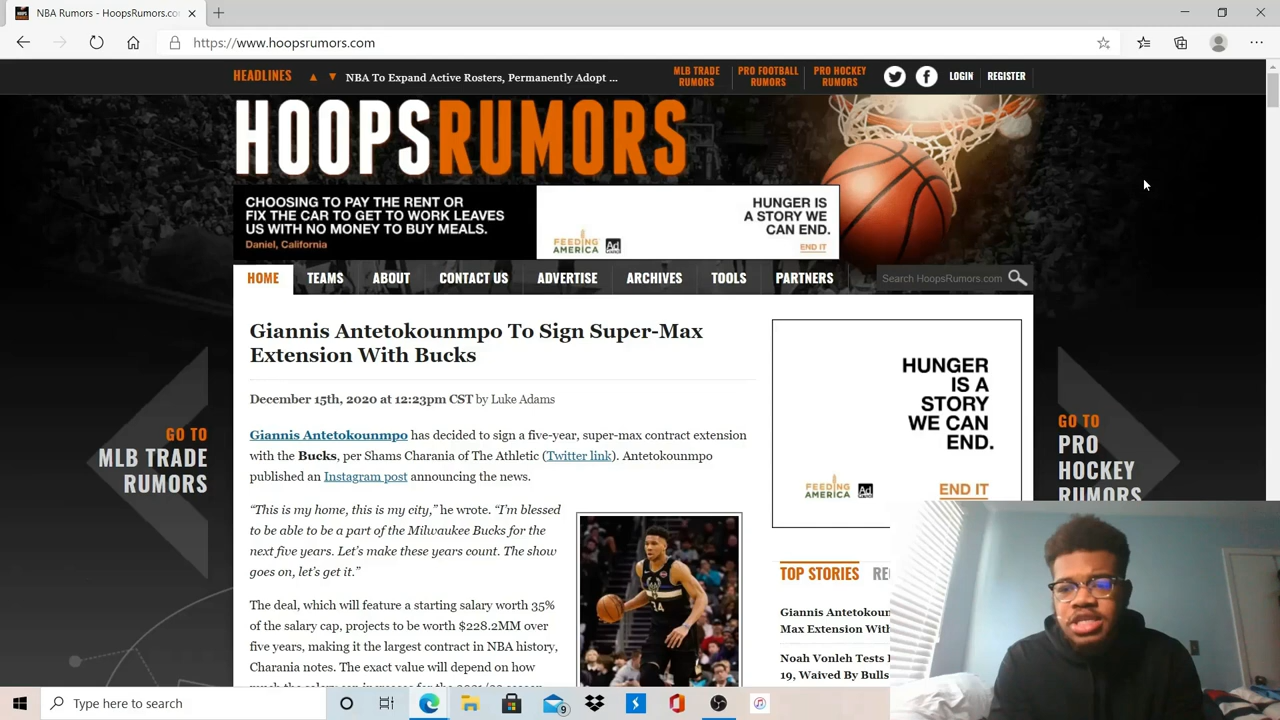 NBA Rumors - HoopsRumors.co
https://www.hoopsrumors.com
HEADLINES ▲ ▼ NBA To Expand Active Rosters, Permanently Adopt ...
MLB TRADE
RUMORS
PRO FOOTBALL
RUMORS
PRO HOCKEY
RUMORS
LOGIN
REGISTER
HOOPSRUMORS
CHOOSING TO PAY THE RENT OR
FIX THE CAR TO GET TO WORK LEAVES
US WITH NO MONEY TO BUY MEALS.
Daniel, California
HUNGER IS
A STORY WE
CAN END.
FEEDING
AMERICA
Ad
END IT
HOME TEAMS ABOUT CONTACT US ADVERTISE ARCHIVES TOOLS PARTNERS
Search HoopsRumors.com
Giannis Antetokounmpo To Sign Super-Max
Extension With Bucks
December 15th, 2020 at 12:23pm CST by Luke Adams
Giannis Antetokounmpo has decided to sign a five-year, super-max contract extension
with the Bucks, per Shams Charania of The Athletic (Twitter link). Antetokounmpo
published an Instagram post announcing the news.
“This is my home, this is my city,” he wrote. “I’m blessed
to be able to be a part of the Milwaukee Bucks for the
next five years. Let’s make these years count. The show
goes on, let’s get it.”
The deal, which will feature a starting salary worth 35%
of the salary cap, projects to be worth $228.2MM over
five years, making it the largest contract in NBA history,
Charania notes. The exact value will depend on how
34
HUNGER
IS A
STORY
WE CAN
END.
FEEDING
AMERICA
Ad
END IT
TOP STORIES RE
Giannis Antetokoun
Max Extension With
Noah Vonleh Tests
19, Waived By Bulls
GO TO
MLB TRADE
RUMORS
GO TO
PRO
HOCKEY
RUMORS
Type here to search
9